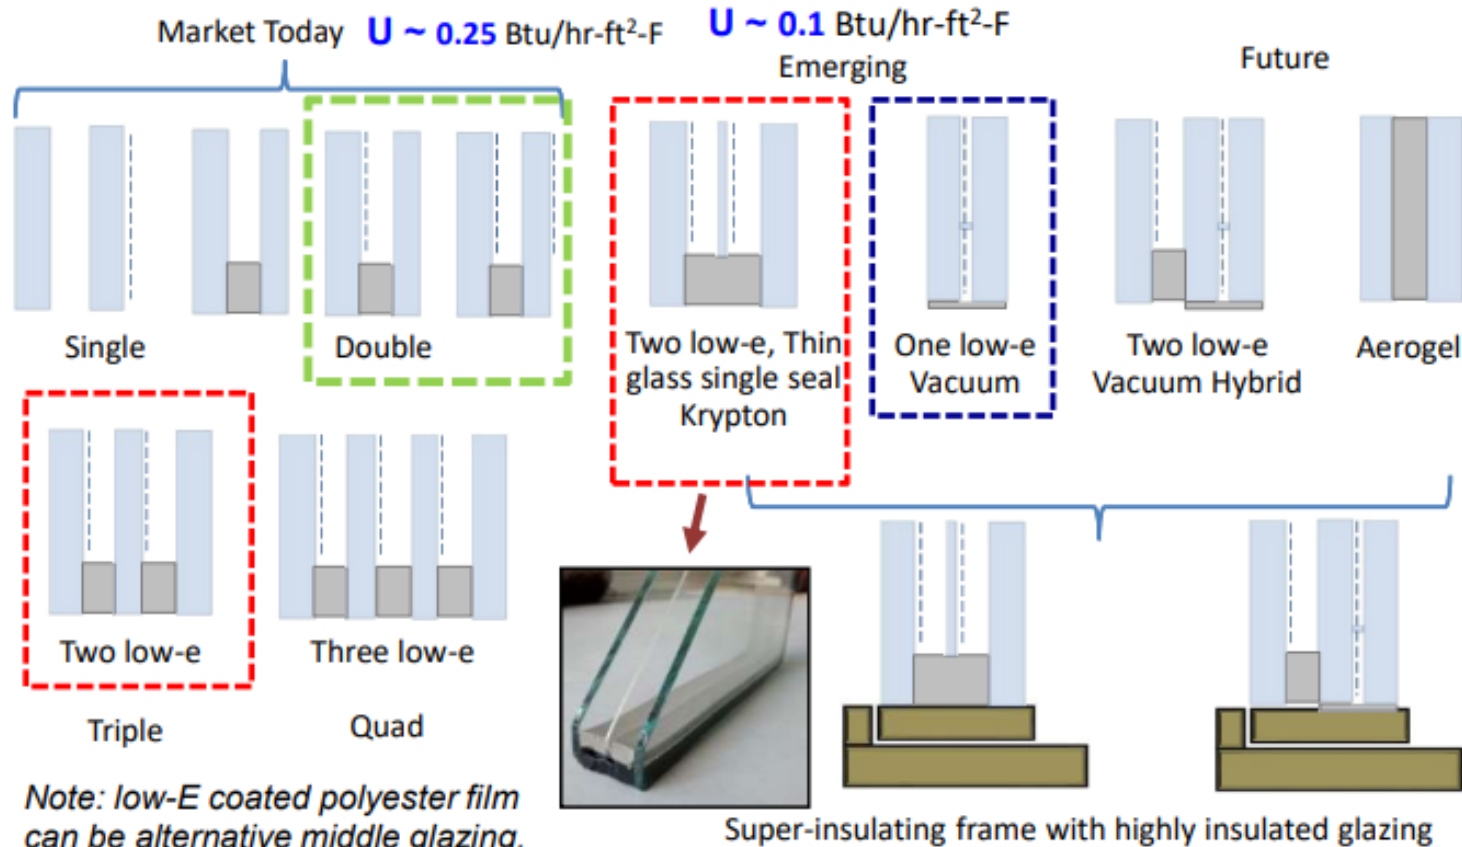 Market Today U ~ 0.25 Btu/hr-ft²-F
U ~ 0.1 Btu/hr-ft²-F
Emerging
Future
Single
Double
Two low-e, Thin
glass single seal
Krypton
One low-e
Vacuum
Two low-e
Vacuum Hybrid
Aerogel
Two low-e
Three low-e
Triple
Quad
Note: low-E coated polyester film
can be alternative middle glazing.
Super-insulating frame with highly insulated glazing